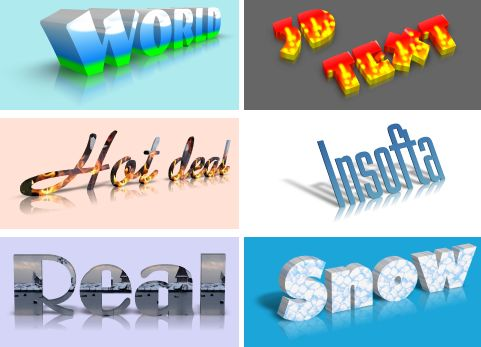 WORLD
3D
TEXT
Hot deal
Insofta
Real
Snow